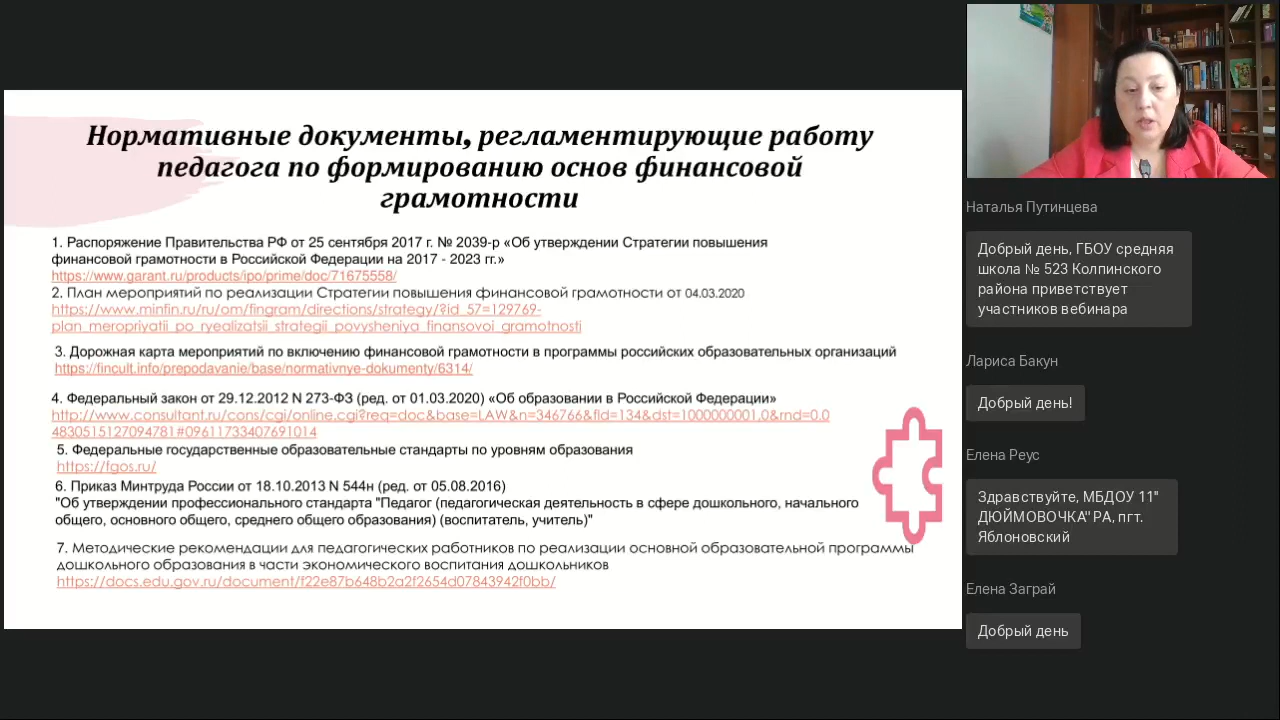 Нормативные документы, регламентирующие работу
педагога по формированию основ финансовой
грамотности
1. Распоряжение Правительства РФ от 25 сентября 2017 г. № 2039-р «Об утверждении Стратегии повышения
финансовой грамотности в Российской Федерации на 2017 - 2023 гг.»
https://www.garant.ru/products/ipo/prime/doc/71675558/
2. План мероприятий по реализации Стратегии повышения финансовой грамотности от 04.03.2020
https://www.minfin.ru/ru/om/fingram/directions/strategy/?id_57=129769-
plan_meropriyatii_po_ryealizatsii_strategii_povysheniya_finansovoi_gramotnosti
3. Дорожная карта мероприятий по включению финансовой грамотности в программы российских образовательных организаций
https://fincult.info/prepodavanie/base/normativnye-dokumenty/6314/
4. Федеральный закон от 29.12.2012 N 273-ФЗ (ред. от 01.03.2020) «Об образовании в Российской Федерации»
http://www.consultant.ru/cons/cgi/online.cgi?req=doc&base=LAW&n=346766&fld=134&dst=1000000001,0&rnd=0.0
4830515127094781#09611733407691014
5. Федеральные государственные образовательные стандарты по уровням образования
https://fgos.ru/
6. Приказ Минтруда России от 18.10.2013 N 544н (ред. от 05.08.2016)
"Об утверждении профессионального стандарта "Педагог (педагогическая деятельность в сфере дошкольного, начального
общего, основного общего, среднего общего образования) (воспитатель, учитель)"
7. Методические рекомендации для педагогических работников по реализации основной образовательной программы
дошкольного образования в части экономического воспитания дошкольников
https://docs.edu.gov.ru/document/f22e87b648b2a2f2654d07843942f0bb/
Наталья Путинцева
Добрый день, ГБОУ средняя
школа № 523 Колпинского
района приветствует
участников вебинара
Лариса Бакун
Добрый день!
Елена Реус
Здравствуйте, МБДОУ 11"
ДЮЙМОВОЧКА" РА, пгт.
Яблоновский
Елена Заграй
Добрый день